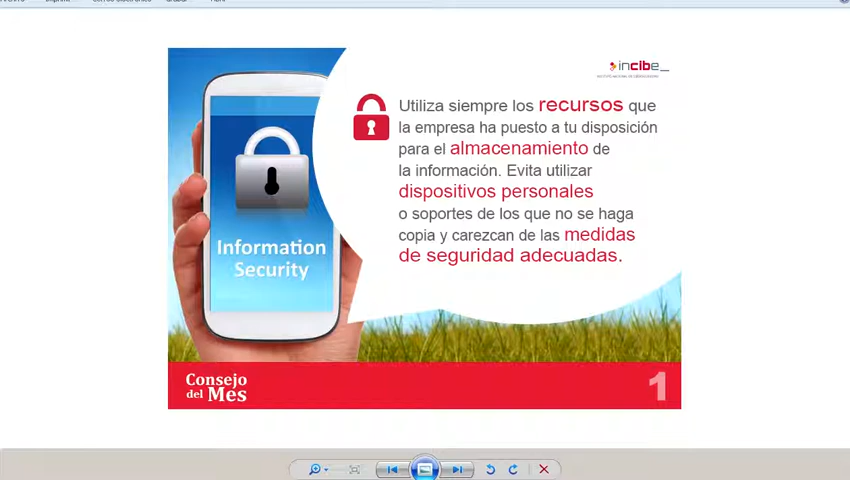 incibe_
Utiliza siempre los recursos que
la empresa ha puesto a tu disposición
para el almacenamiento de
la información. Evita utilizar
dispositivos personales
o soportes de los que no se haga
copia y carezcan de las medidas
de seguridad adecuadas.
Information
Security
Consejo
del Mes
1